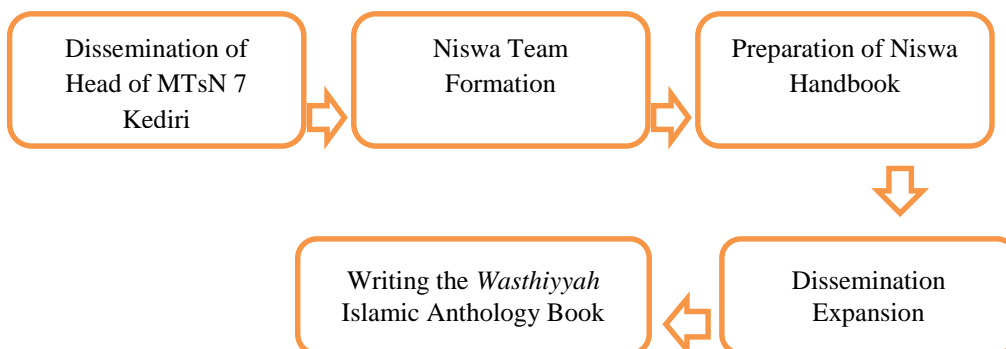 Dissemination of
Head of MTsN 7
Kediri
Niswa Team
Formation
Preparation of Niswa
Handbook
Dissemination
Expansion
Writing the Wasthiyyah
Islamic Anthology Book